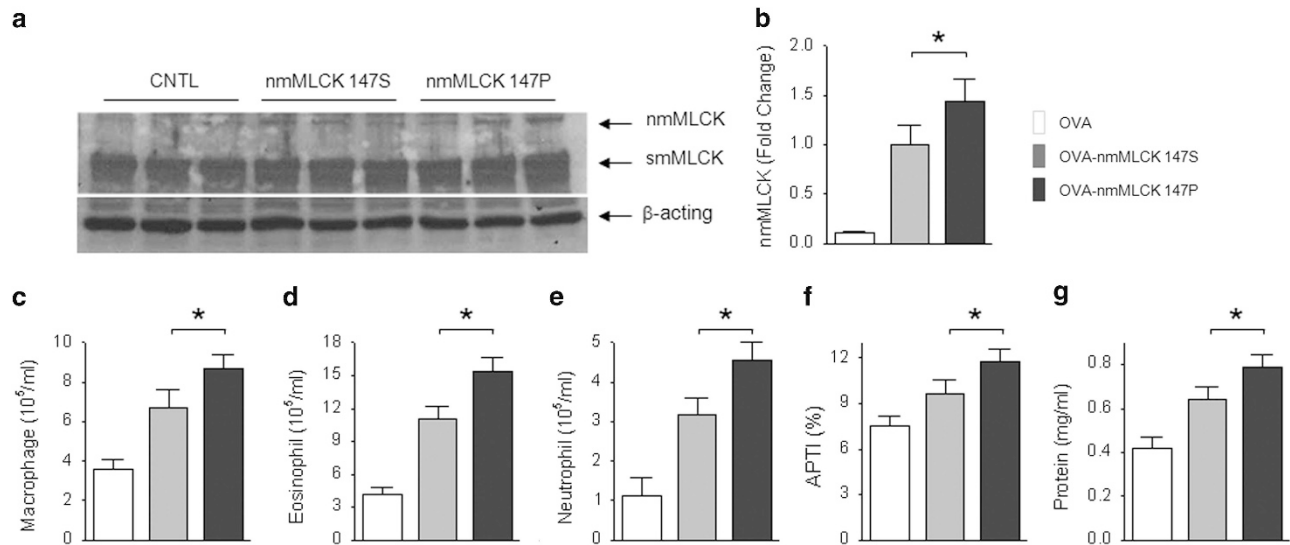 a
CNTL nmMLCK 147S nmMLCK 147P
nmMLCK
smMLCK
β-acting
b
nmMLCK (Fold Change)
2.0
1.5
1.0
0.5
0.0
*
OVA
OVA-nmMLCK 147S
OVA-nmMLCK 147P
c
Macrophage (10⁵/ml)
10
8
6
4
2
0
*
d
Eosinophil (10⁵/ml)
18
15
12
9
6
3
0
*
e
Neutrophil (10⁵/ml)
5
4
3
2
1
0
*
f
APTI (%)
12
9
6
3
0
*
g
Protein (mg/ml)
0.8
0.6
0.4
0.2
0.0
*